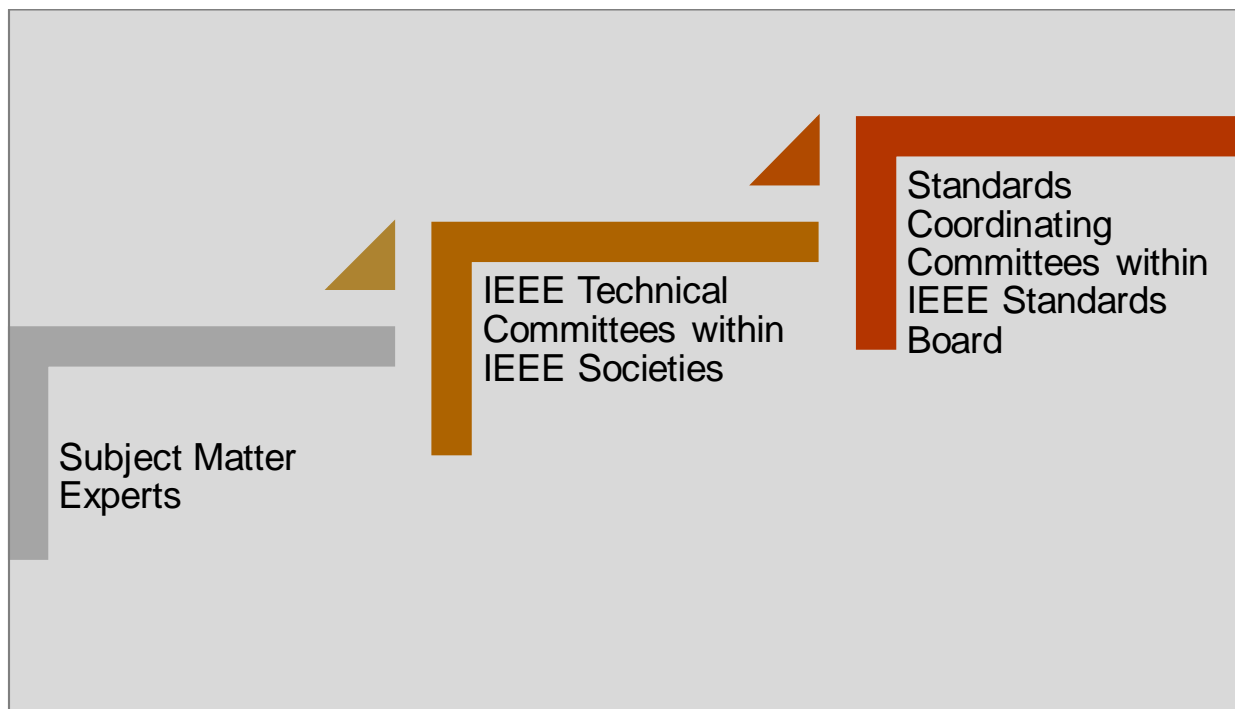 Subject Matter
Experts
IEEE Technical
Committees within
IEEE Societies
Standards
Coordinating
Committees within
IEEE Standards
Board